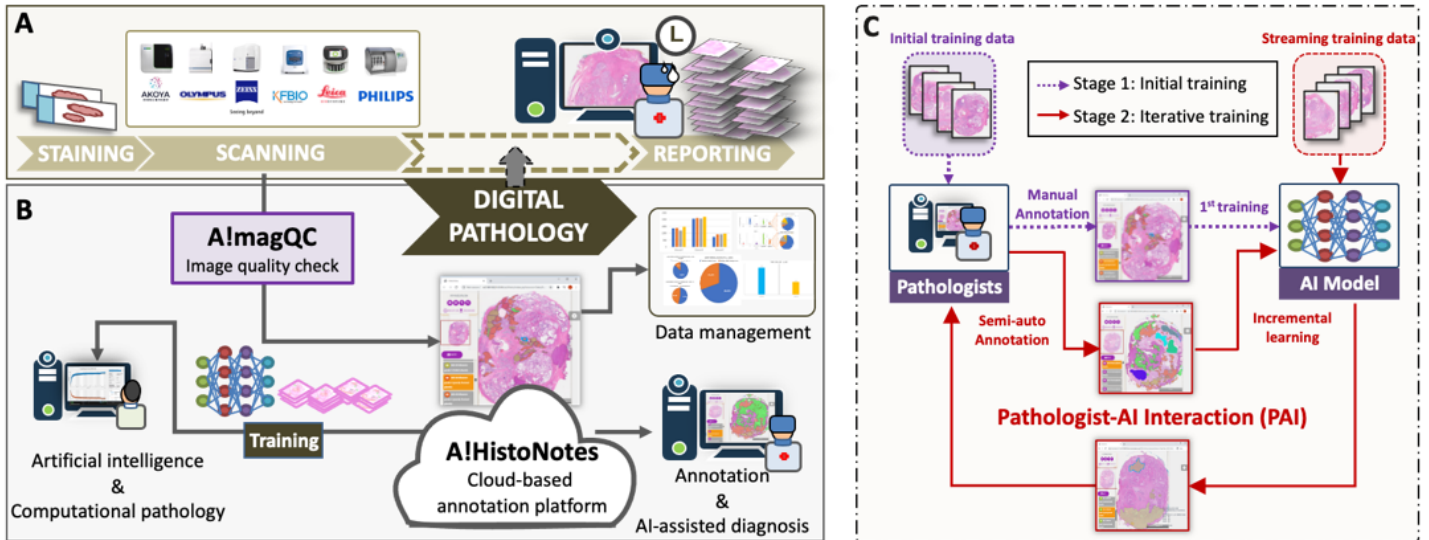 A
AKOYA
OLYMPUS
ZEISS
KFBIO
Leica
PHILIPS
Seeing beyond
L
STAINING
SCANNING
REPORTING
B
DIGITAL
PATHOLOGY
A!magQC
Image quality check
Data management
Training
Artificial intelligence
&
Computational pathology
A!HistoNotes
Cloud-based
annotation platform
Annotation
&
AI-assisted diagnosis
C
Initial training data
Streaming training data
Stage 1: Initial training
Stage 2: Iterative training
Manual
Annotation
1st training
Pathologists
AI Model
Semi-auto
Annotation
Incremental
learning
Pathologist-AI Interaction (PAI)